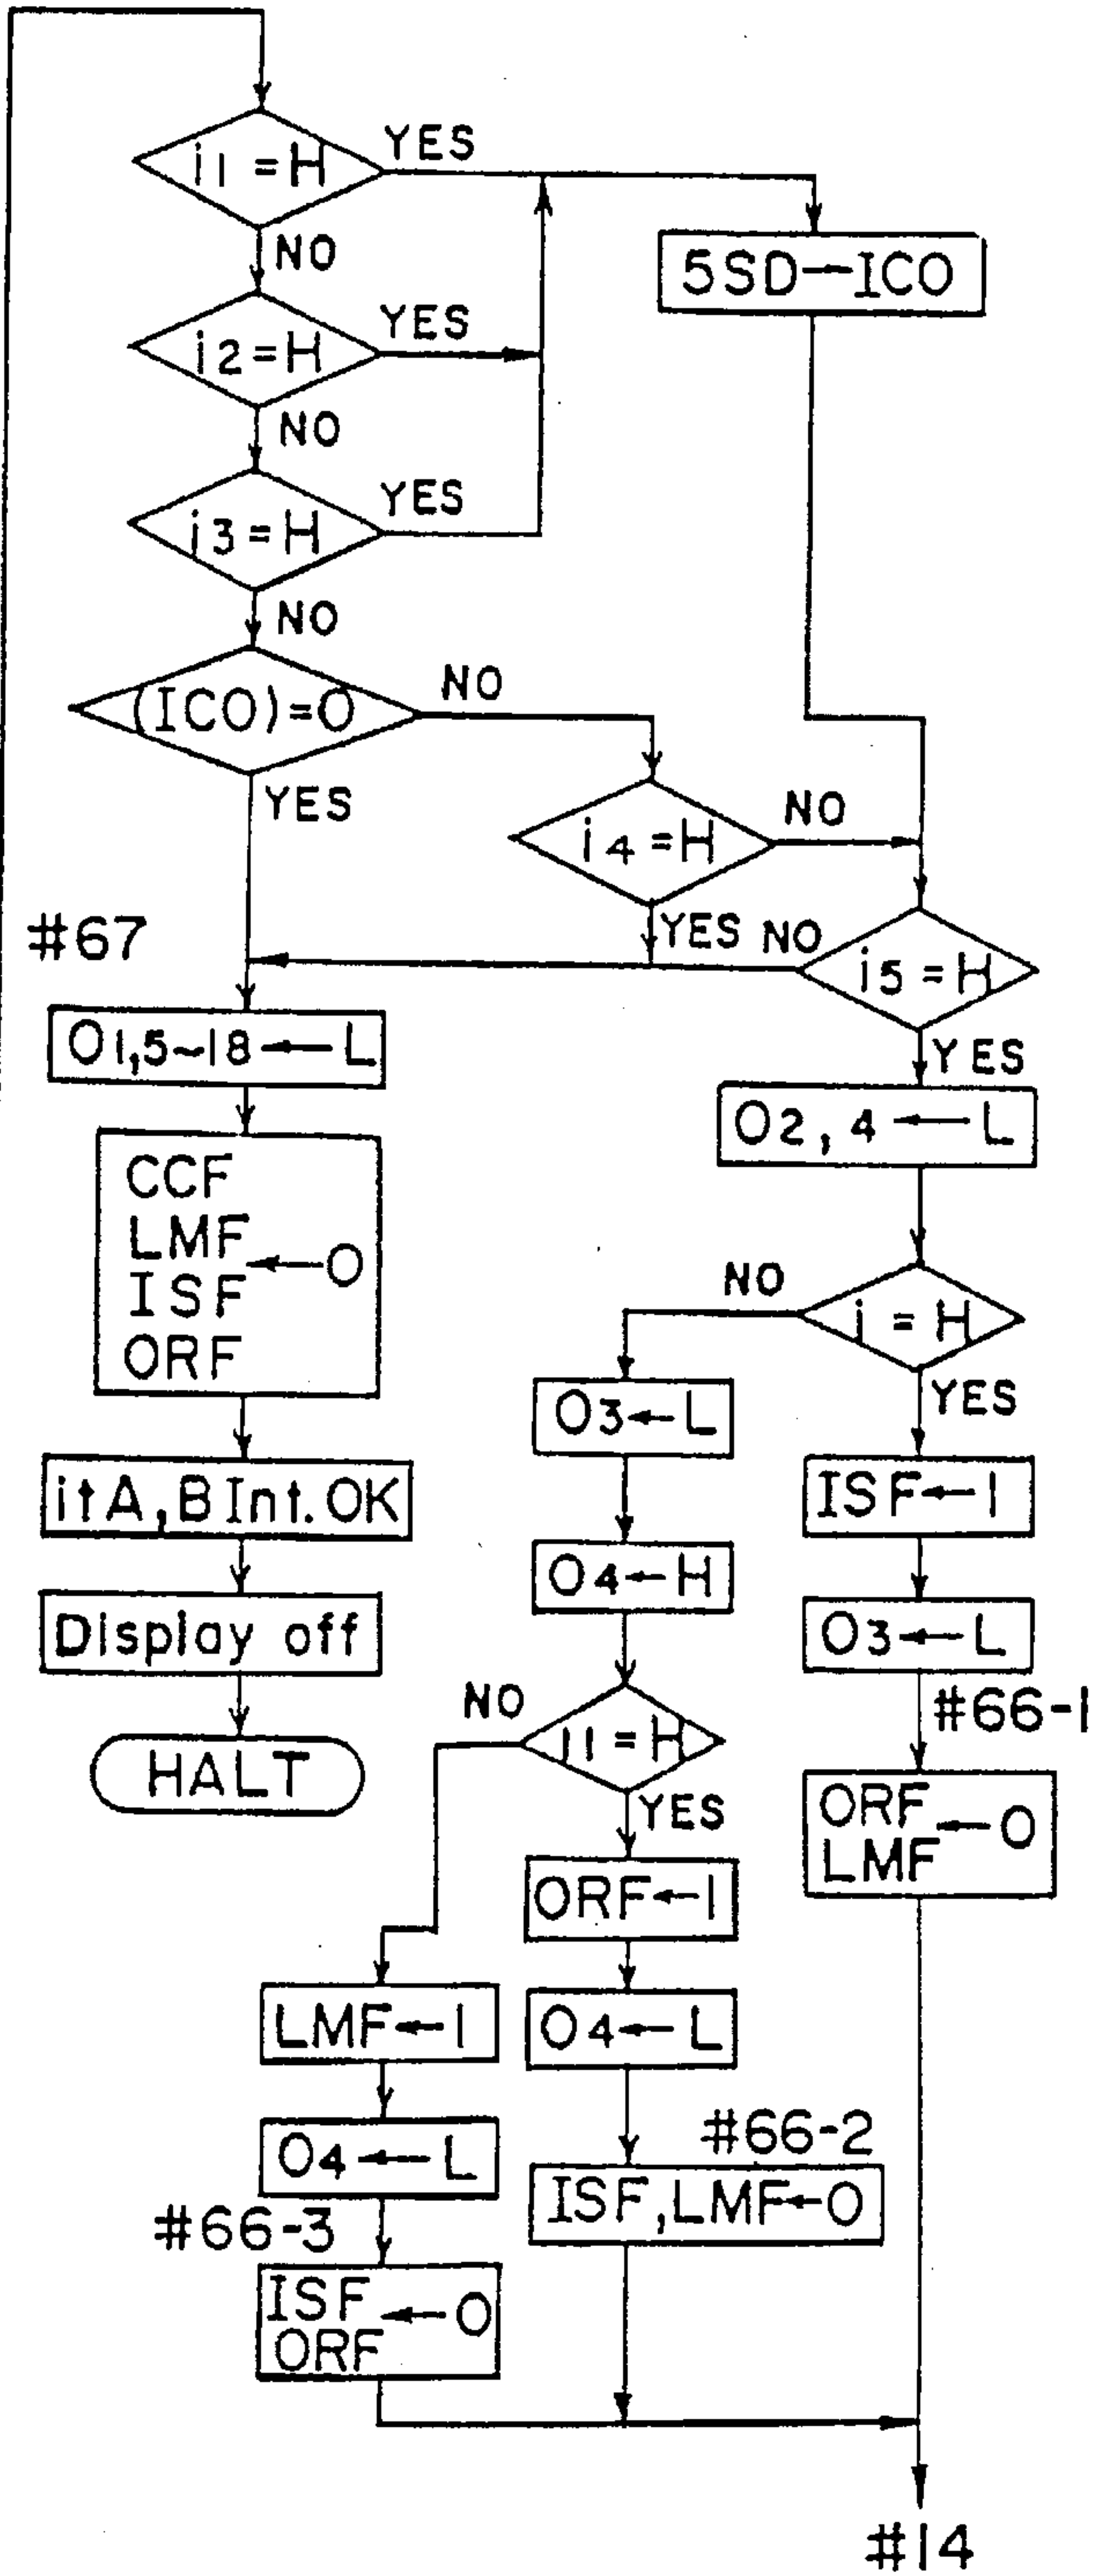 i1=H
YES
NO
5SD←ICO
i2=H
YES
NO
i3=H
YES
NO
(ICO)=0
NO
YES
i4=H
NO
YES
#67
i5=H
NO
YES
O1,5~18←L
O2,4←L
CCF
LMF
ISF
ORF
←0
i=H
NO
YES
O3←L
ISF←1
itA,B Int. OK
O4←H
Display off
O3←L
#66-1
HALT
i1=H
NO
YES
ORF
LMF
←0
ORF←1
LMF←1
O4←L
O4←L
#66-2
ISF,LMF←0
#66-3
ISF
ORF
←0
#14